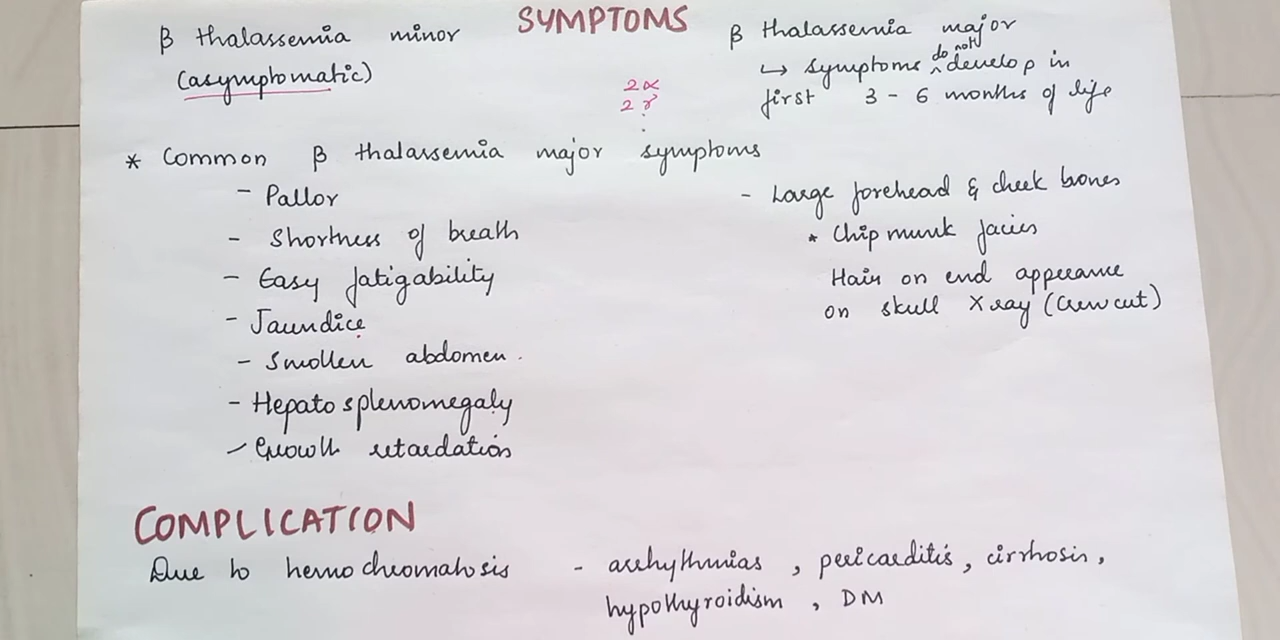 SYMPTOMS
β thalassemia minor
(asymptomatic)
β thalassemia major
↳ symptoms do not develop in
first 3 - 6 months of life
2α
2γ
* Common β thalassemia major symptoms
- Pallor
- Shortness of breath
- Easy fatigability
- Jaundice
- Swollen abdomen.
- Hepato splenomegaly
- Growth retardation
- Large forehead & cheek bones
* Chip munk facies
Hair on end apperance
on skull X ray (Crew cut)
COMPLICATION
Due to hemochromatosis - arrhythmias, pericarditis, cirrhosis,
hypothyroidism, DM